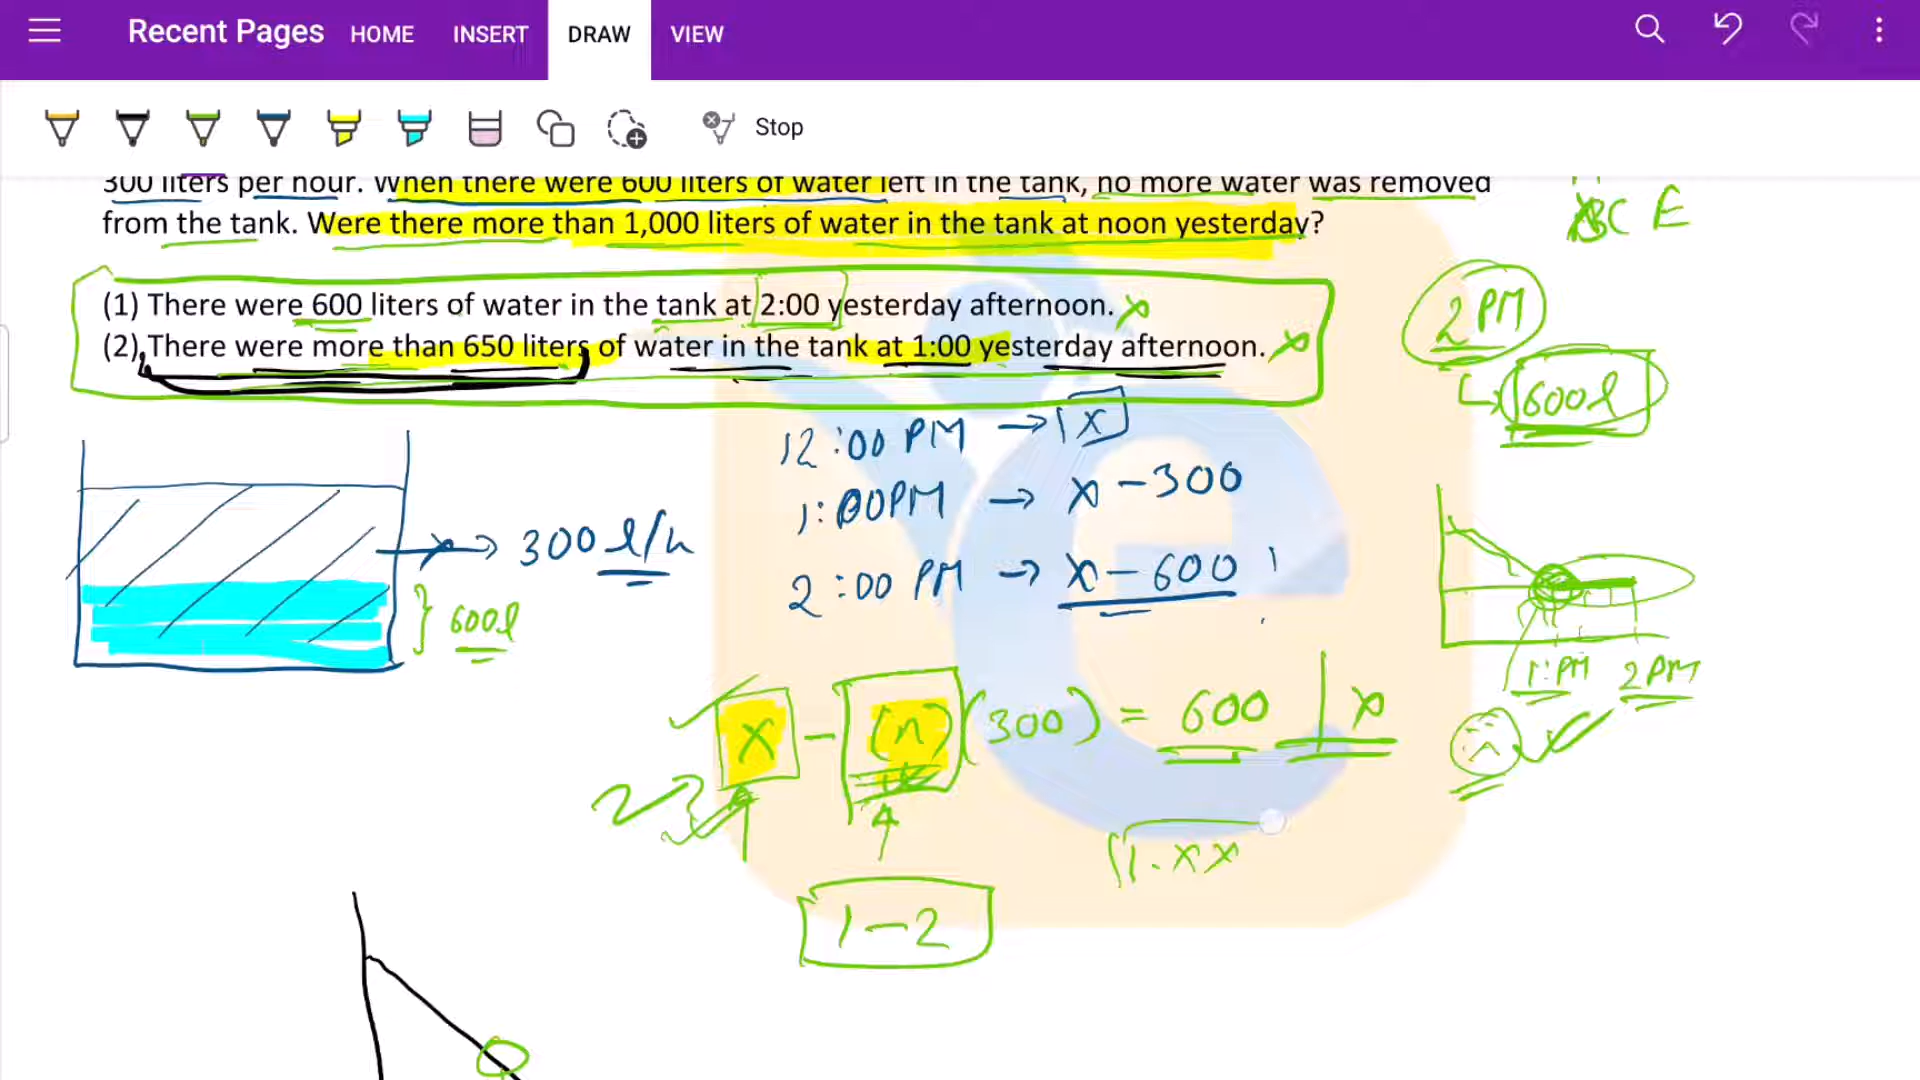 Recent Pages HOME INSERT DRAW VIEW
Stop
300 liters per hour. When there were 600 liters of water left in the tank, no more water was removed
from the tank. Were there more than 1,000 liters of water in the tank at noon yesterday?
C E
(1) There were 600 liters of water in the tank at 2:00 yesterday afternoon. x
(2) There were more than 650 liters of water in the tank at 1:00 yesterday afternoon. x
2 PM
600l
12:00 PM → x
1:00PM → x - 300
2:00 PM → x - 600
300 l/h
600l
1:PM 2 PM
x - (n)(300) = 600 | x
1.xx
1-2